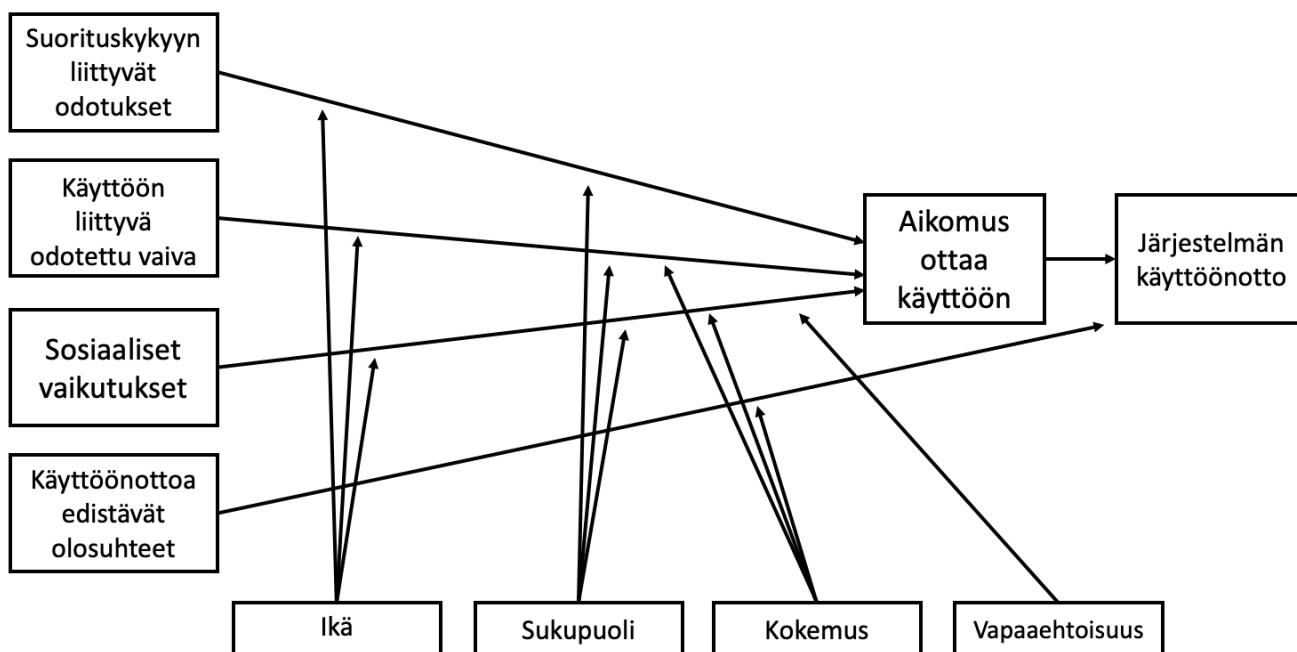 Suorituskykyyn
liittyvät
odotukset
Käyttöön
liittyvä
odotettu vaiva
Sosiaaliset
vaikutukset
Käyttöönottoa
edistävät
olosuhteet
Aikomus
ottaa
käyttöön
Järjestelmän
käyttöönotto
Ikä
Sukupuoli
Kokemus
Vapaaehtoisuus